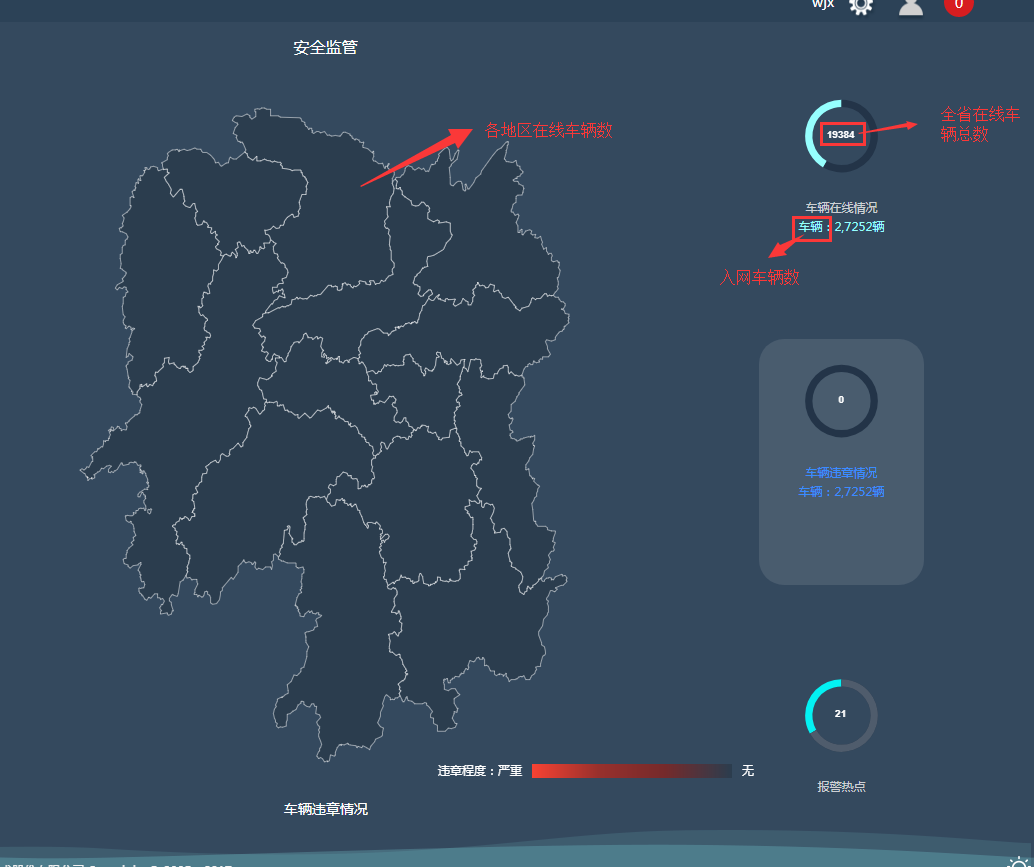 wjx
0
安全监管
各地区在线车辆数
19384
全省在线车
辆总数
车辆在线情况
车辆：2,7252辆
入网车辆数
0
车辆违章情况
车辆：2,7252辆
21
违章程度：严重
无
报警热点
车辆违章情况